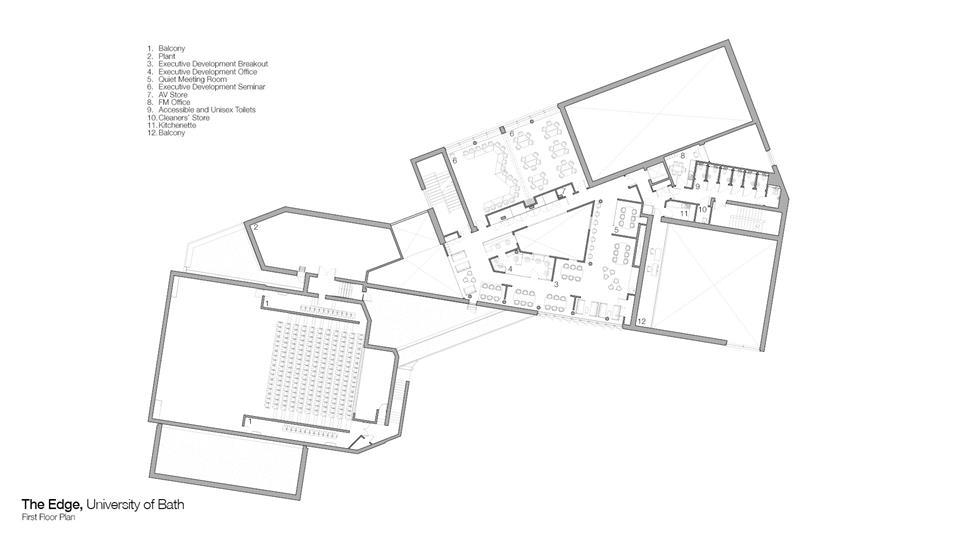 1. Balcony
2. Plant
3. Executive Development Breakout
4. Executive Development Office
5. Quiet Meeting Room
6. Executive Development Seminar
7. AV Store
8. FM Office
9. Accessible and Unisex Toilets
10. Cleaners' Store
11. Kitchenette
12. Balcony
6
6
8
9
10
11
5
2
4
3
12
1
1
The Edge, University of Bath
First Floor Plan